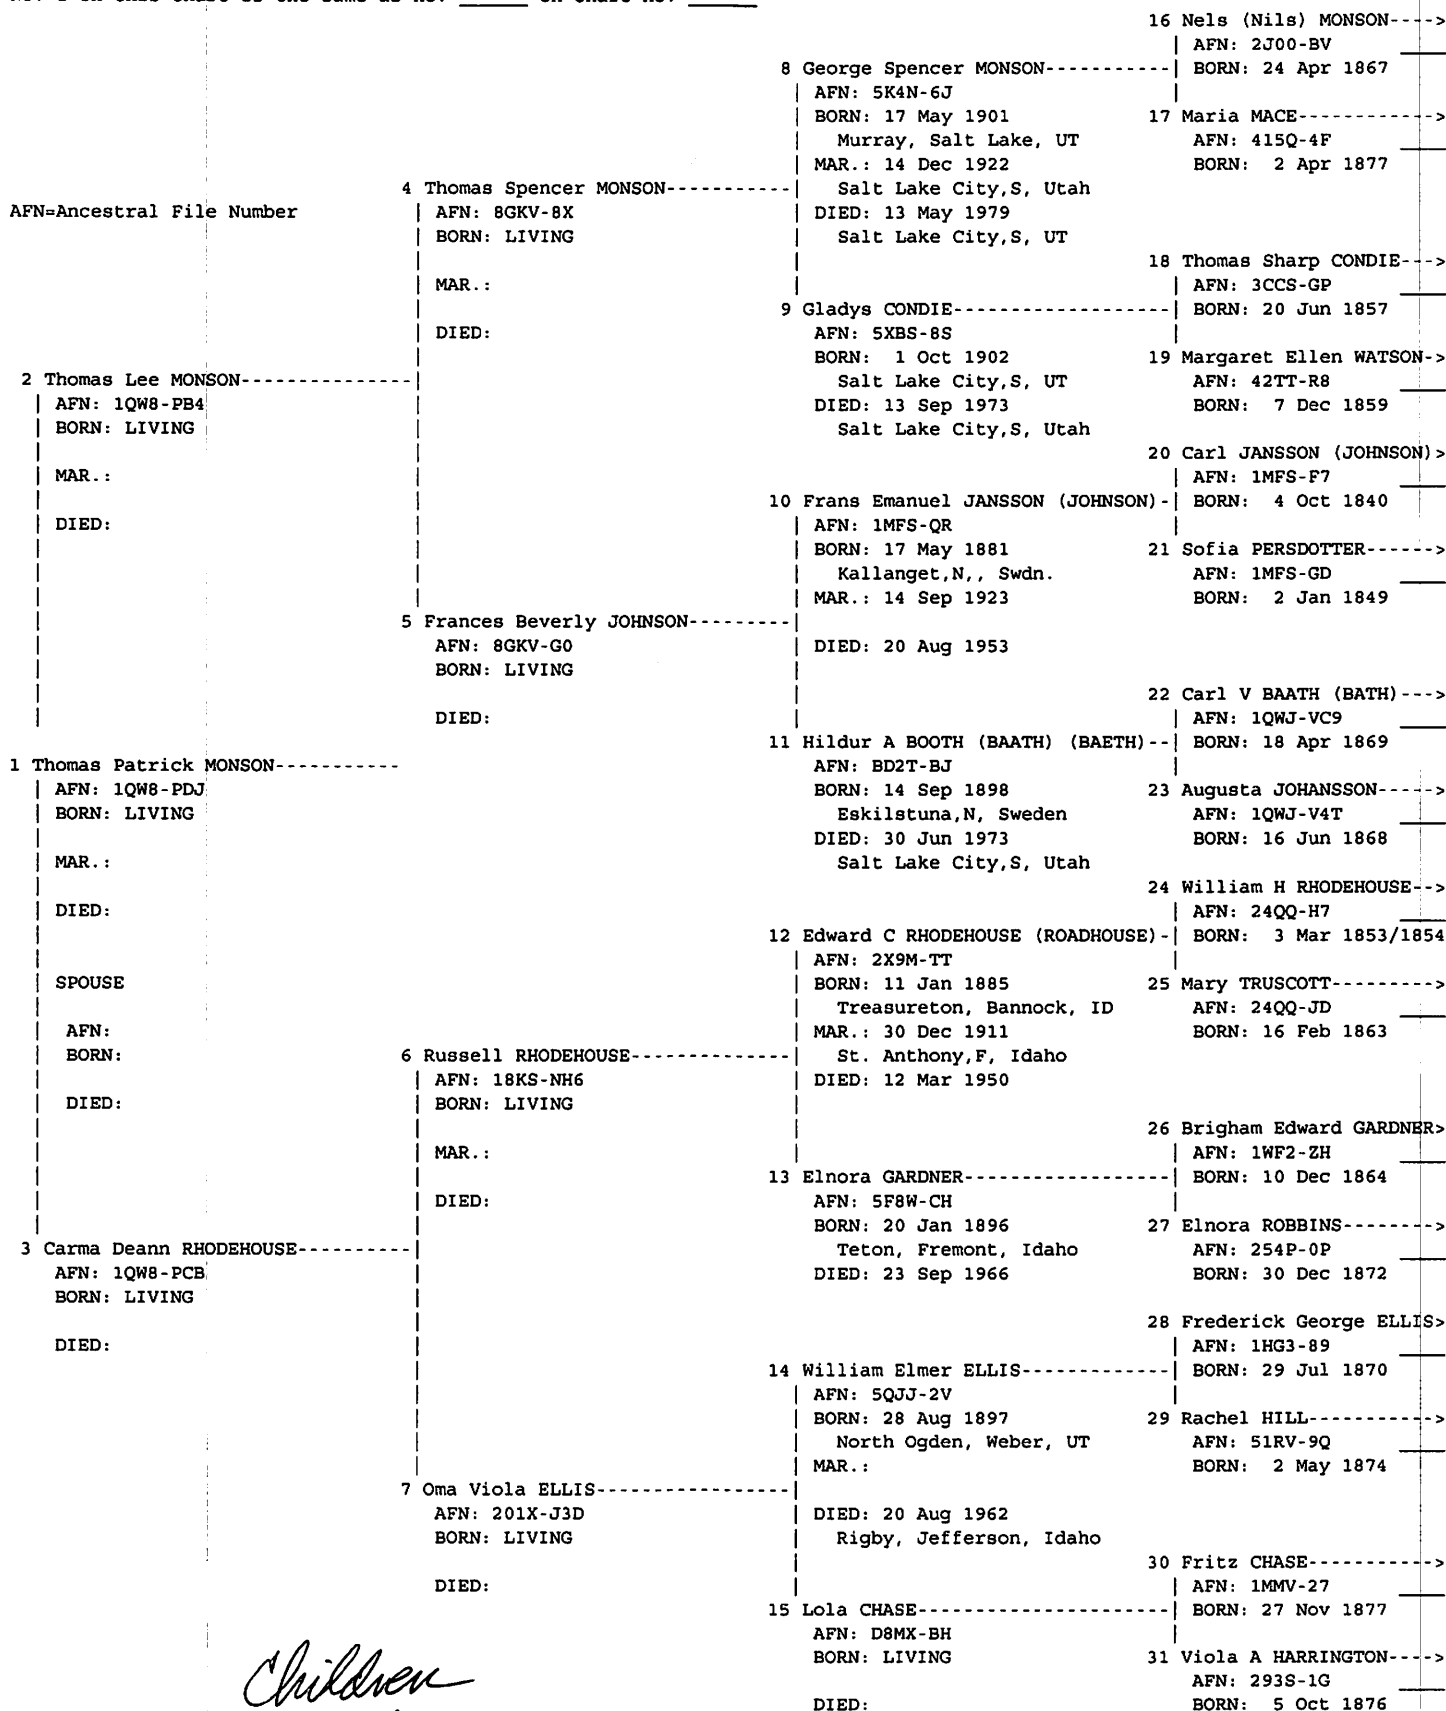 No. 1 on this chart is the same as no. ______ on chart no. ______
AFN=Ancestral File Number
2 Thomas Lee MONSON
AFN: 1QW8-PB4
BORN: LIVING
MAR.:
DIED:
1 Thomas Patrick MONSON
AFN: 1QW8-PDJ
BORN: LIVING
MAR.:
DIED:
SPOUSE
AFN:
BORN:
DIED:
3 Carma Deann RHODEHOUSE
AFN: 1QW8-PCB
BORN: LIVING
DIED:
Children
4 Thomas Spencer MONSON
AFN: 8GKV-8X
BORN: LIVING
MAR.:
DIED:
5 Frances Beverly JOHNSON
AFN: 8GKV-G0
BORN: LIVING
DIED:
6 Russell RHODEHOUSE
AFN: 18KS-NH6
BORN: LIVING
MAR.:
DIED:
7 Oma Viola ELLIS
AFN: 201X-J3D
BORN: LIVING
DIED:
8 George Spencer MONSON
AFN: 5K4N-6J
BORN: 17 May 1901
Murray, Salt Lake, UT
MAR.: 14 Dec 1922
Salt Lake City,S, Utah
DIED: 13 May 1979
Salt Lake City,S, UT
9 Gladys CONDIE
AFN: 5XBS-8S
BORN: 1 Oct 1902
Salt Lake City,S, UT
DIED: 13 Sep 1973
Salt Lake City,S, Utah
10 Frans Emanuel JANSSON (JOHNSON)
AFN: 1MFS-QR
BORN: 17 May 1881
Kallanget,N,, Swdn.
MAR.: 14 Sep 1923
DIED: 20 Aug 1953
11 Hildur A BOOTH (BAATH) (BAETH)
AFN: BD2T-BJ
BORN: 14 Sep 1898
Eskilstuna,N, Sweden
DIED: 30 Jun 1973
Salt Lake City,S, Utah
12 Edward C RHODEHOUSE (ROADHOUSE)
AFN: 2X9M-TT
BORN: 11 Jan 1885
Treasureton, Bannock, ID
MAR.: 30 Dec 1911
St. Anthony,F, Idaho
DIED: 12 Mar 1950
13 Elnora GARDNER
AFN: 5F8W-CH
BORN: 20 Jan 1896
Teton, Fremont, Idaho
DIED: 23 Sep 1966
14 William Elmer ELLIS
AFN: 5QJJ-2V
BORN: 28 Aug 1897
North Ogden, Weber, UT
MAR.:
DIED: 20 Aug 1962
Rigby, Jefferson, Idaho
15 Lola CHASE
AFN: D8MX-BH
BORN: LIVING
DIED:
16 Nels (Nils) MONSON---->
AFN: 2J00-BV
BORN: 24 Apr 1867
17 Maria MACE------------>
AFN: 415Q-4F
BORN: 2 Apr 1877
18 Thomas Sharp CONDIE--->
AFN: 3CCS-GP
BORN: 20 Jun 1857
19 Margaret Ellen WATSON->
AFN: 42TT-R8
BORN: 7 Dec 1859
20 Carl JANSSON (JOHNSON)>
AFN: 1MFS-F7
BORN: 4 Oct 1840
21 Sofia PERSDOTTER------>
AFN: 1MFS-GD
BORN: 2 Jan 1849
22 Carl V BAATH (BATH)--->
AFN: 1QWJ-VC9
BORN: 18 Apr 1869
23 Augusta JOHANSSON----->
AFN: 1QWJ-V4T
BORN: 16 Jun 1868
24 William H RHODEHOUSE-->
AFN: 24QQ-H7
BORN: 3 Mar 1853/1854
25 Mary TRUSCOTT--------->
AFN: 24QQ-JD
BORN: 16 Feb 1863
26 Brigham Edward GARDNER>
AFN: 1WF2-ZH
BORN: 10 Dec 1864
27 Elnora ROBBINS-------->
AFN: 254P-0P
BORN: 30 Dec 1872
28 Frederick George ELLIS>
AFN: 1HG3-89
BORN: 29 Jul 1870
29 Rachel HILL----------->
AFN: 51RV-9Q
BORN: 2 May 1874
30 Fritz CHASE----------->
AFN: 1MMV-27
BORN: 27 Nov 1877
31 Viola A HARRINGTON---->
AFN: 293S-1G
BORN: 5 Oct 1876